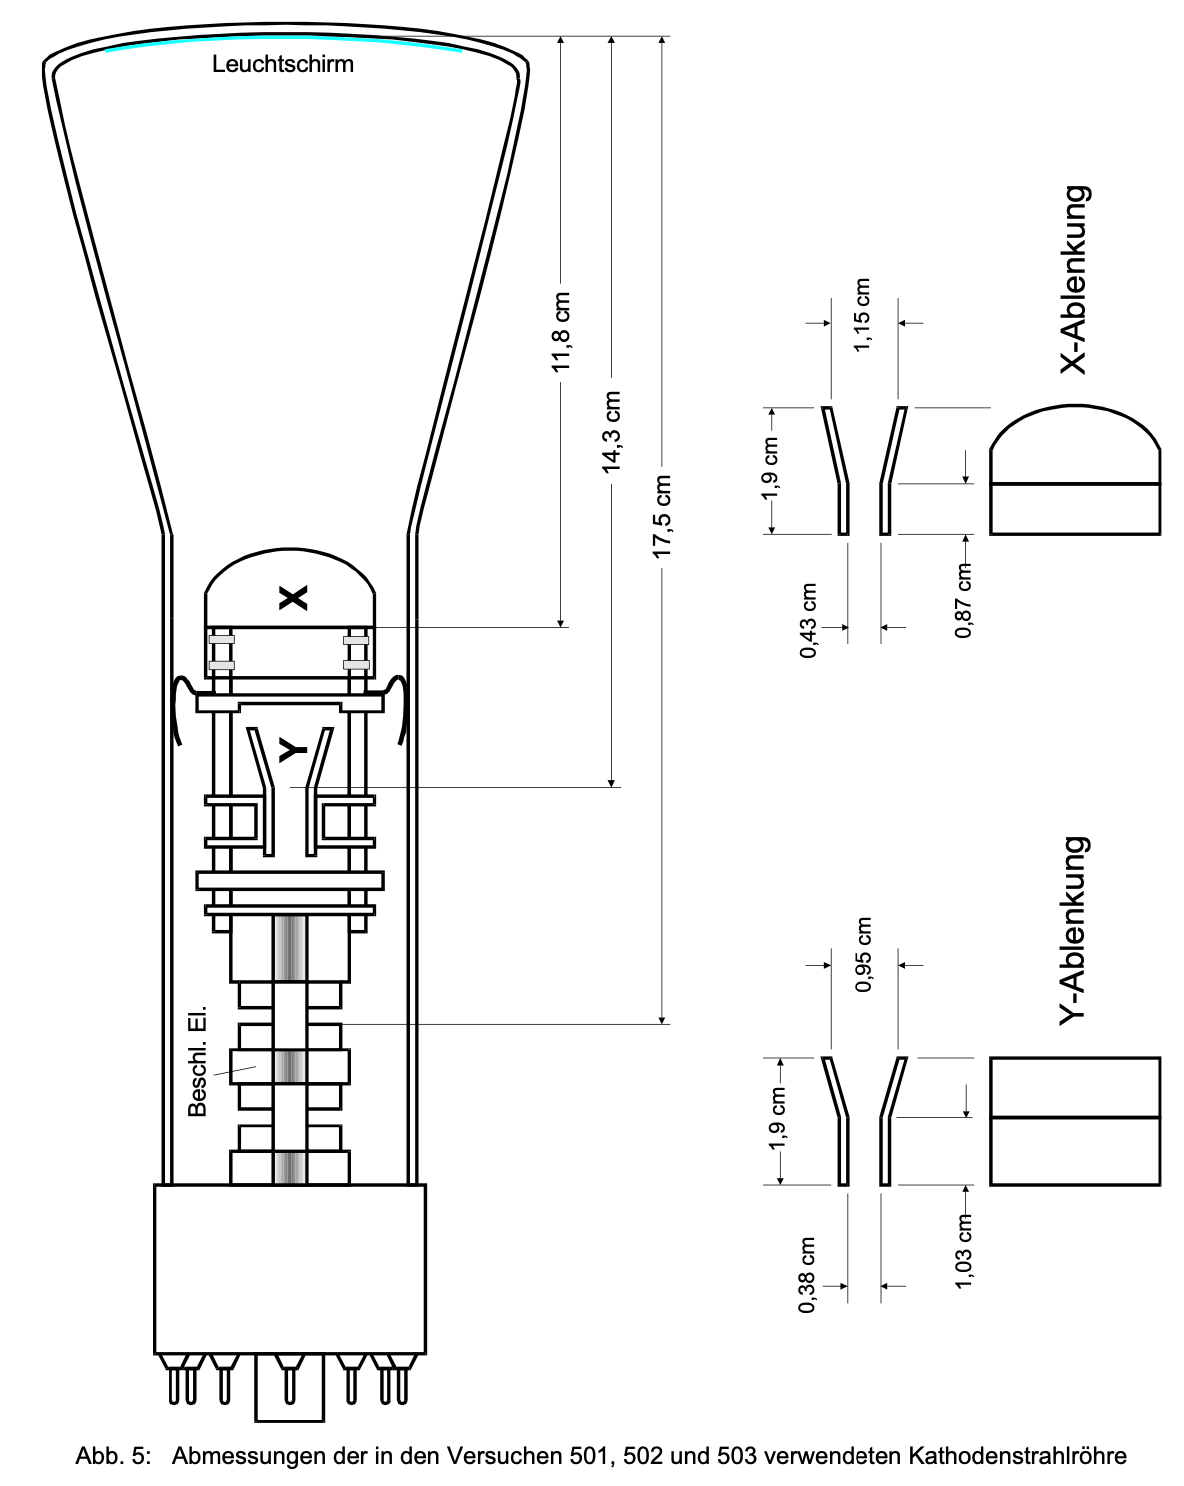 Leuchtschirm
11,8 cm
14,3 cm
17,5 cm
X
Y
Beschl. El.
1,15 cm
1,9 cm
0,43 cm
0,87 cm
X-Ablenkung
0,95 cm
1,9 cm
0,38 cm
1,03 cm
Y-Ablenkung
Abb. 5: Abmessungen der in den Versuchen 501, 502 und 503 verwendeten Kathodenstrahlröhre